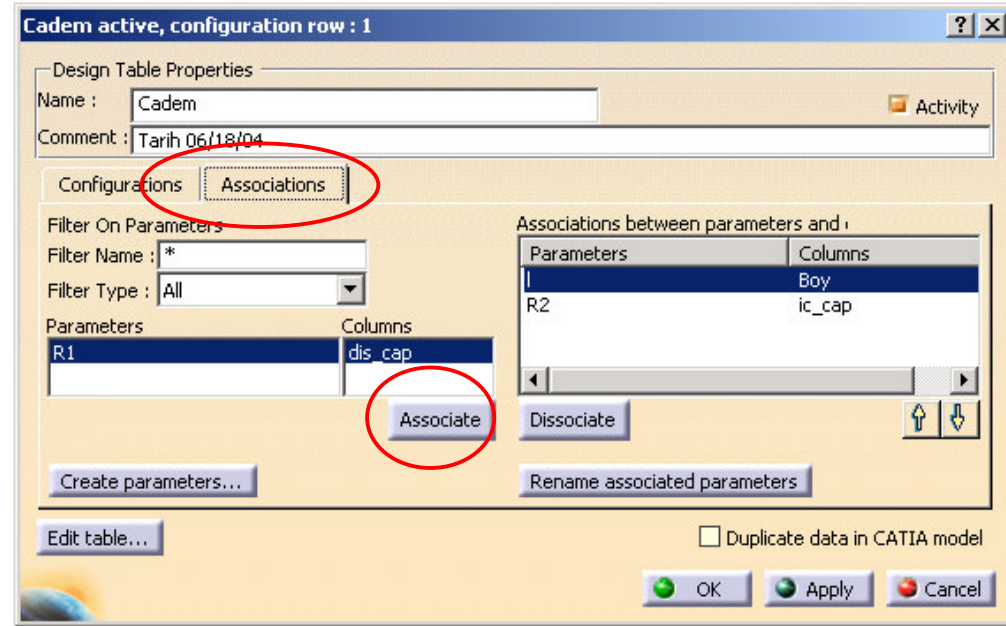 Cadem active, configuration row : 1
Design Table Properties
Name : Cadem Activity
Comment : Tarih 06/18/04
Configurations Associations
Filter On Parameters
Filter Name : *
Filter Type : All
Parameters Columns
R1 dis_cap
Associate
Create parameters...
Associations between parameters and
Parameters Columns
l Boy
R2 ic_cap
Dissociate
Rename associated parameters
Edit table...
Duplicate data in CATIA model
OK Apply Cancel